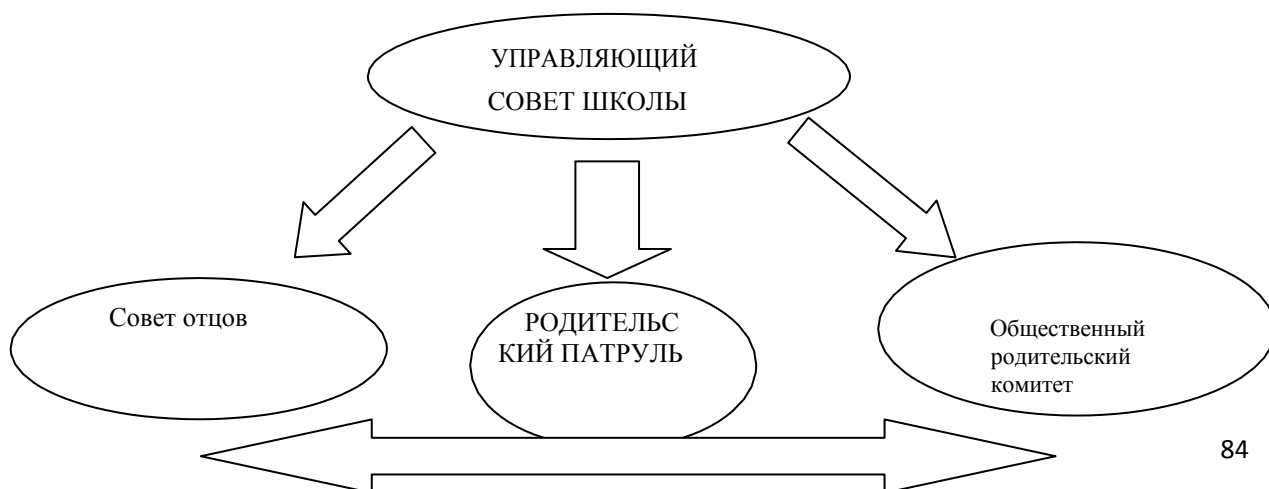 УПРАВЛЯЮЩИЙ
СОВЕТ ШКОЛЫ
Совет отцов
РОДИТЕЛЬС
КИЙ ПАТРУЛЬ
Общественный
родительский
комитет
84